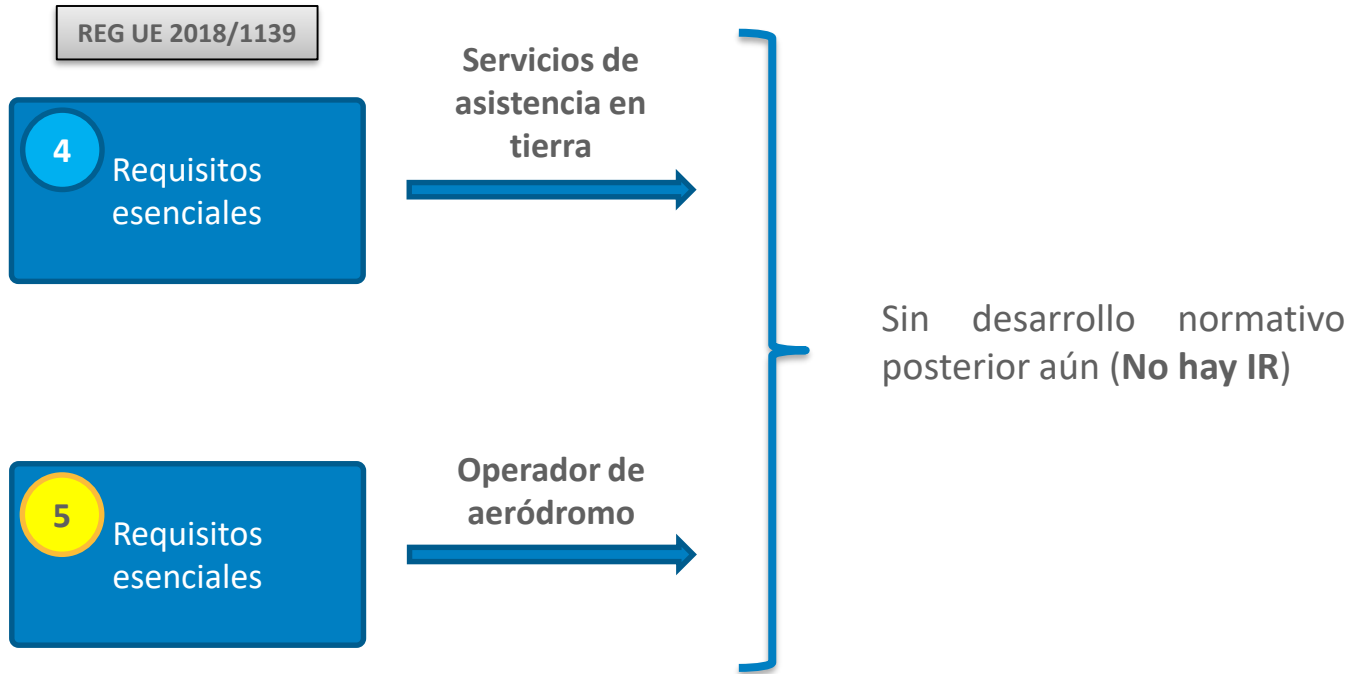 REG UE 2018/1139
4
Requisitos
esenciales
Servicios de
asistencia en
tierra
5
Requisitos
esenciales
Operador de
aeródromo
Sin desarrollo normativo
posterior aún (No hay IR)